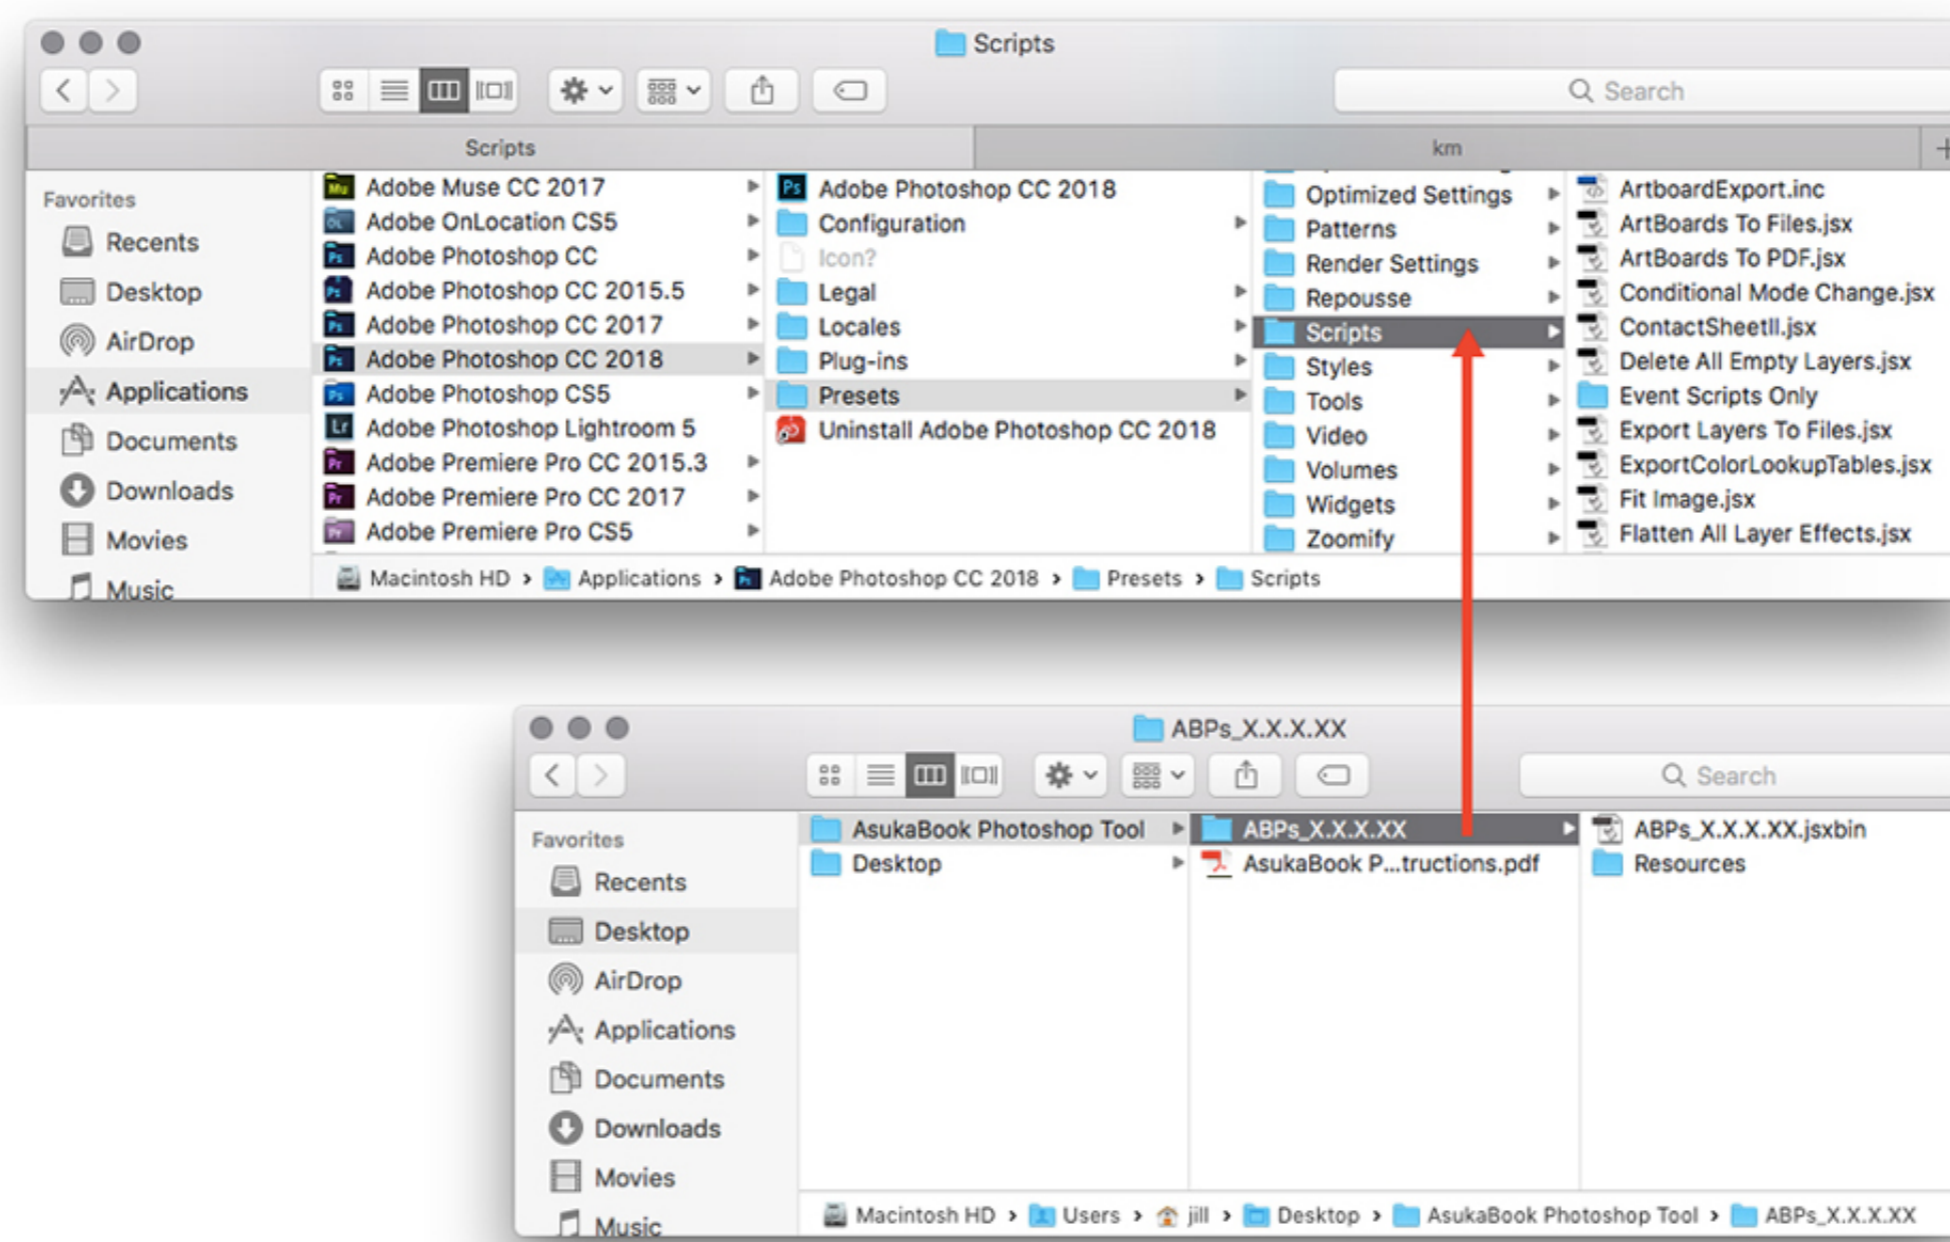 Scripts
Search
Scripts
km
Favorites
Recents
Desktop
AirDrop
Applications
Documents
Downloads
Movies
Music
Adobe Muse CC 2017
Adobe OnLocation CS5
Adobe Photoshop CC
Adobe Photoshop CC 2015.5
Adobe Photoshop CC 2017
Adobe Photoshop CC 2018
Adobe Photoshop CS5
Adobe Photoshop Lightroom 5
Adobe Premiere Pro CC 2015.3
Adobe Premiere Pro CC 2017
Adobe Premiere Pro CS5
Adobe Photoshop CC 2018
Configuration
Icon?
Legal
Locales
Plug-ins
Presets
Uninstall Adobe Photoshop CC 2018
Optimized Settings
Patterns
Render Settings
Repousse
Scripts
Styles
Tools
Video
Volumes
Widgets
Zoomify
ArtboardExport.inc
ArtBoards To Files.jsx
ArtBoards To PDF.jsx
Conditional Mode Change.jsx
ContactSheetII.jsx
Delete All Empty Layers.jsx
Event Scripts Only
Export Layers To Files.jsx
ExportColorLookupTables.jsx
Fit Image.jsx
Flatten All Layer Effects.jsx
Macintosh HD › Applications › Adobe Photoshop CC 2018 › Presets › Scripts
ABPs_X.X.X.XX
Search
Favorites
Recents
Desktop
AirDrop
Applications
Documents
Downloads
Movies
Music
AsukaBook Photoshop Tool
Desktop
ABPs_X.X.X.XX
AsukaBook P...tructions.pdf
ABPs_X.X.X.XX.jsxbin
Resources
Macintosh HD › Users › jill › Desktop › AsukaBook Photoshop Tool › ABPs_X.X.X.XX